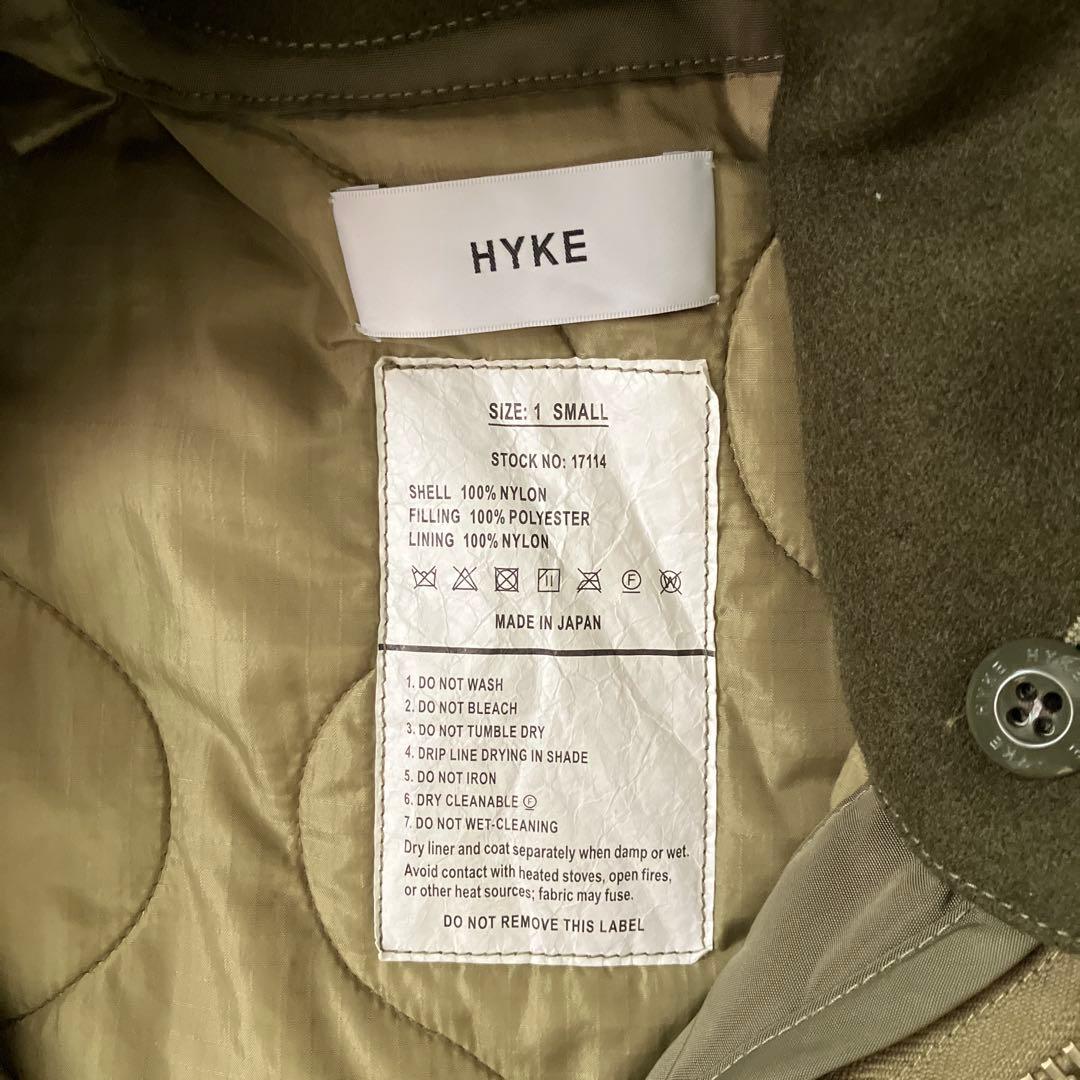 HYKE
SIZE: 1 SMALL
STOCK NO: 17114
SHELL 100% NYLON
FILLING 100% POLYESTER
LINING 100% NYLON
MADE IN JAPAN
1. DO NOT WASH
2. DO NOT BLEACH
3. DO NOT TUMBLE DRY
4. DRIP LINE DRYING IN SHADE
5. DO NOT IRON
6. DRY CLEANABLE Ⓕ
7. DO NOT WET-CLEANING
Dry liner and coat separately when damp or wet.
Avoid contact with heated stoves, open fires,
or other heat sources; fabric may fuse.
DO NOT REMOVE THIS LABEL
HYKE HYKE